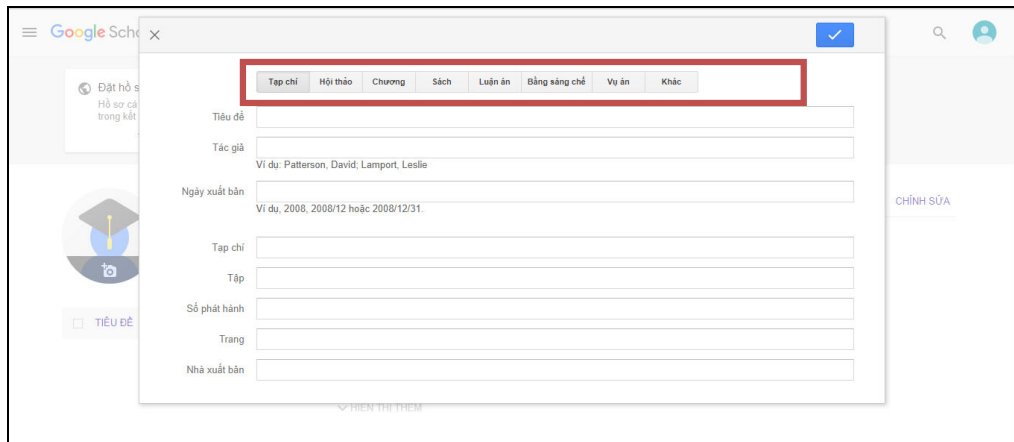 Google Scho
Đặt hồ s
Hồ sơ cá
trong kết
Tạp chí Hội thảo Chương Sách Luận án Bằng sáng chế Vụ án Khác
Tiêu đề
Tác giả
Ví dụ: Patterson, David; Lamport, Leslie
Ngày xuất bản
Ví dụ, 2008, 2008/12 hoặc 2008/12/31.
CHỈNH SỬA
Tạp chí
Tập
Số phát hành
TIÊU ĐỀ
Trang
Nhà xuất bản
HIỂN THỊ THÊM